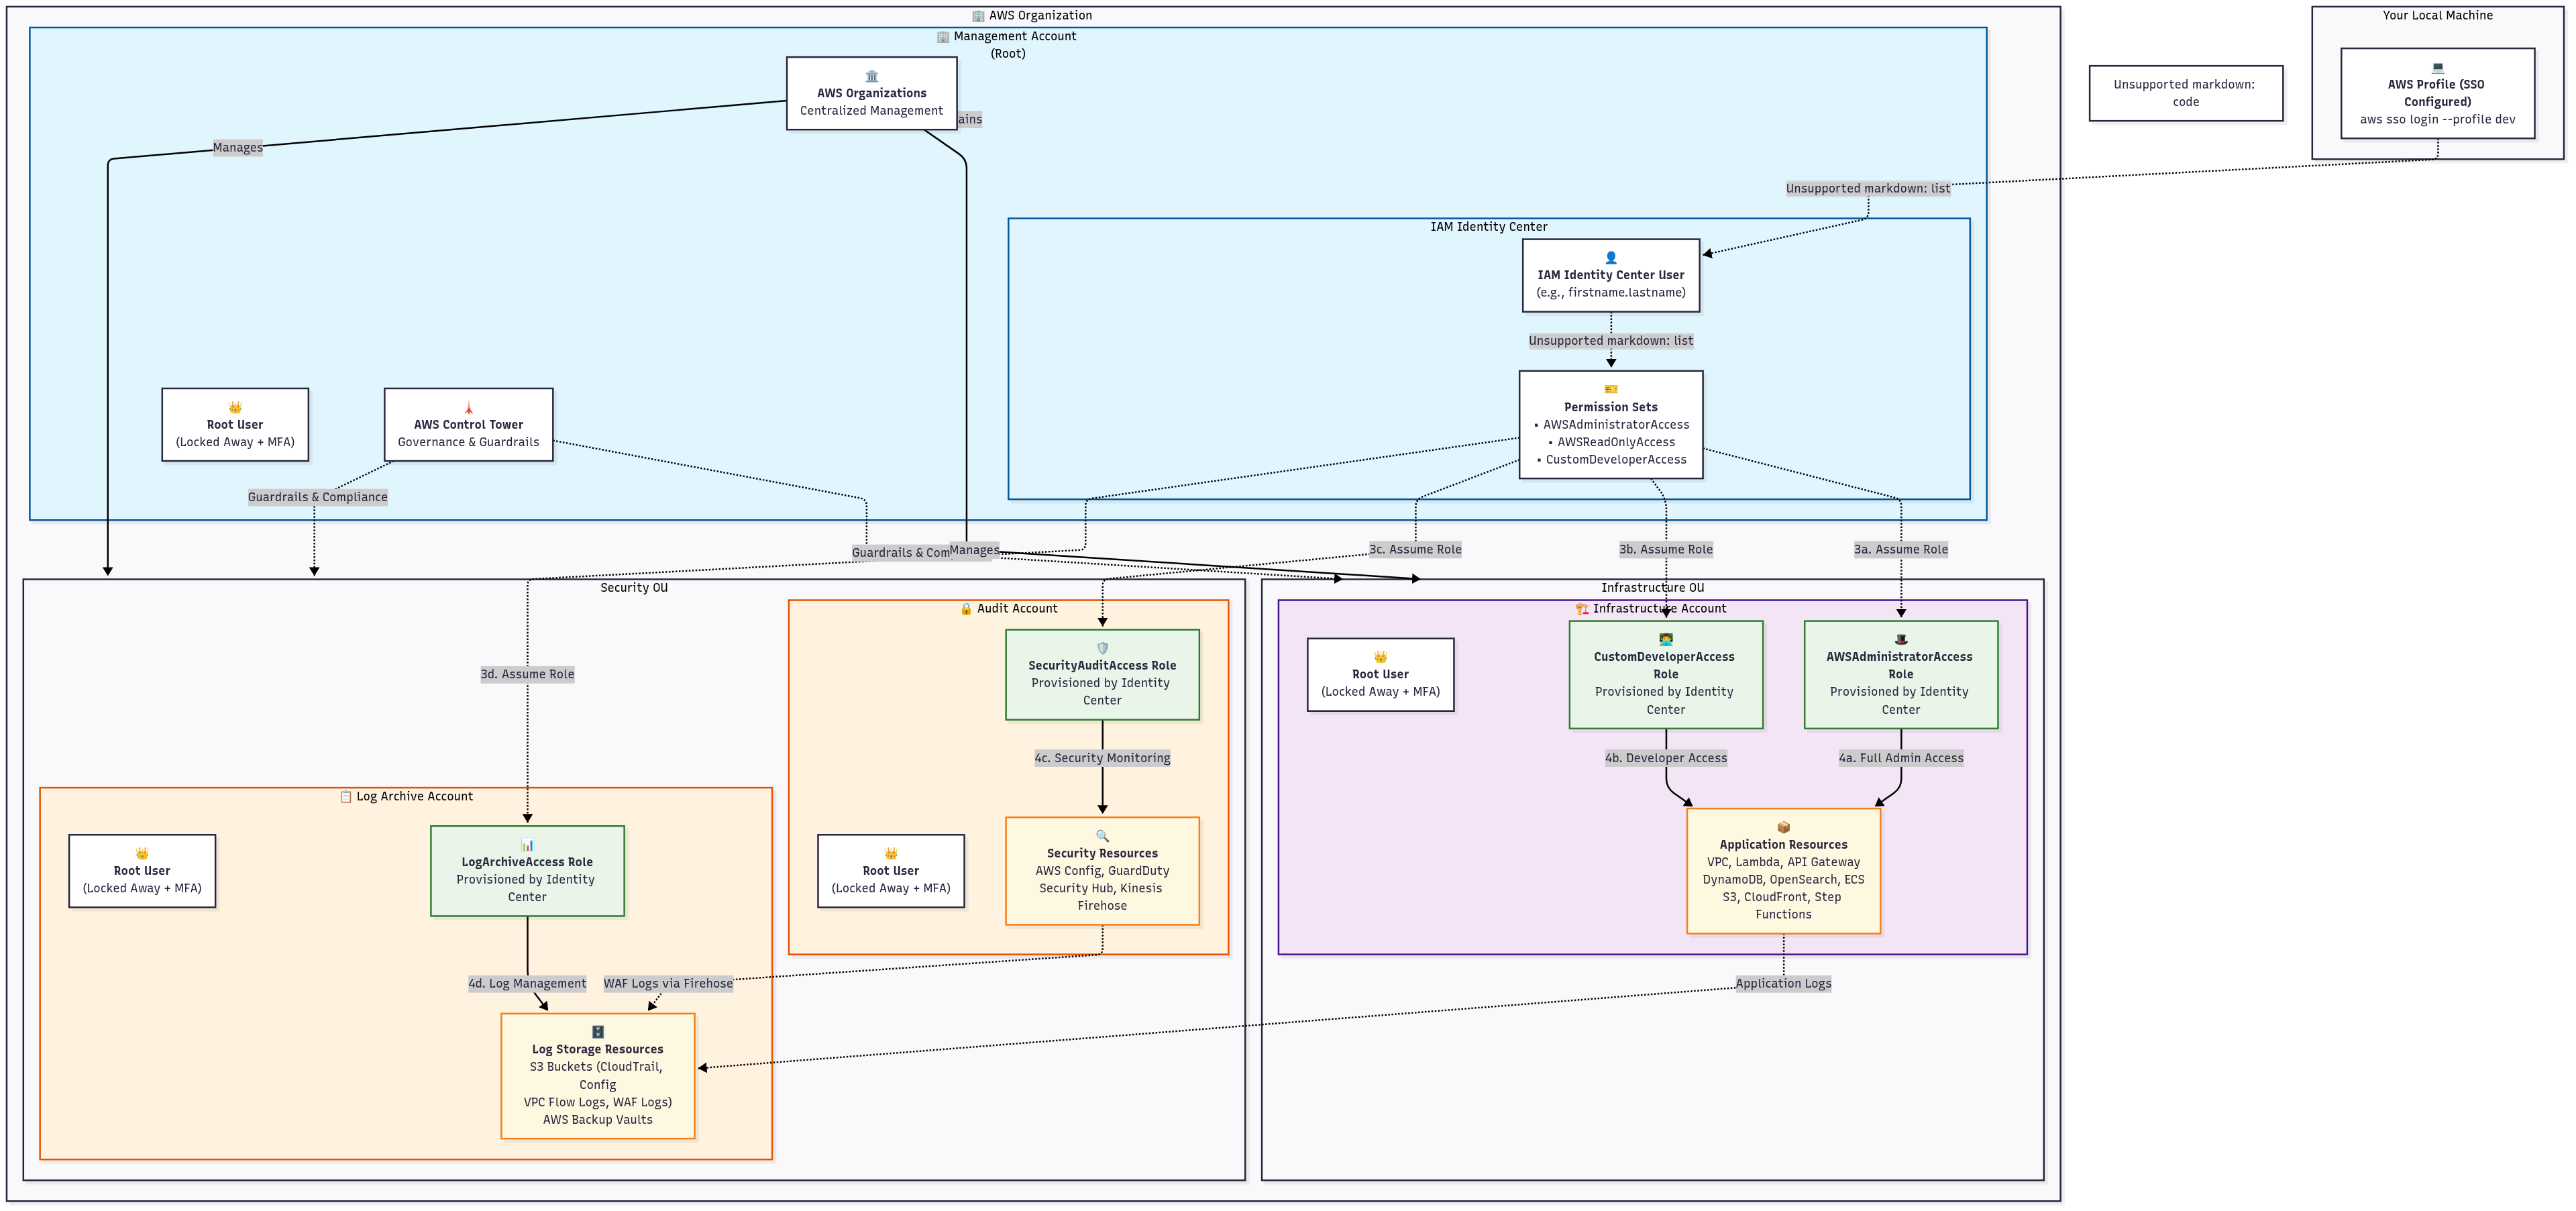 🏢 AWS Organization
Your Local Machine
🏢 Management Account
(Root)
🏛️
AWS Organizations
Centralized Management
ains
Manages
Unsupported markdown:
code
💻
AWS Profile (SSO
Configured)
aws sso login --profile dev
Unsupported markdown: list
IAM Identity Center
👤
IAM Identity Center User
(e.g., firstname.lastname)
Unsupported markdown: list
🎫
Permission Sets
▪ AWSAdministratorAccess
▪ AWSReadOnlyAccess
▪ CustomDeveloperAccess
👑
Root User
(Locked Away + MFA)
🗼
AWS Control Tower
Governance & Guardrails
Guardrails & Compliance
Guardrails & Com
Manages
3c. Assume Role
3b. Assume Role
3a. Assume Role
Security OU
Infrastructure OU
🔒 Audit Account
🛡️
SecurityAuditAccess Role
Provisioned by Identity
Center
3d. Assume Role
4c. Security Monitoring
👑
Root User
(Locked Away + MFA)
🔍
Security Resources
AWS Config, GuardDuty
Security Hub, Kinesis
Firehose
📋 Log Archive Account
👑
Root User
(Locked Away + MFA)
📊
LogArchiveAccess Role
Provisioned by Identity
Center
4d. Log Management
WAF Logs via Firehose
🗄️
Log Storage Resources
S3 Buckets (CloudTrail,
Config
VPC Flow Logs, WAF Logs)
AWS Backup Vaults
🏗️ Infrastructure Account
👑
Root User
(Locked Away + MFA)
👨‍💻
CustomDeveloperAccess
Role
Provisioned by Identity
Center
🎩
AWSAdministratorAccess
Role
Provisioned by Identity
Center
4b. Developer Access
4a. Full Admin Access
📦
Application Resources
VPC, Lambda, API Gateway
DynamoDB, OpenSearch, ECS
S3, CloudFront, Step
Functions
Application Logs